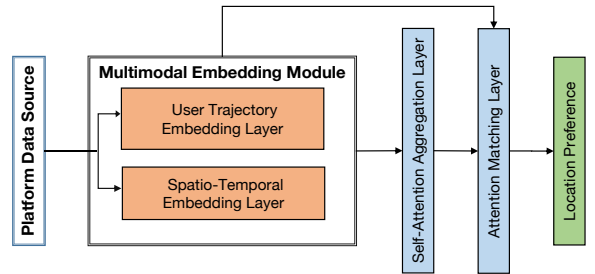 Platform Data Source
Multimodal Embedding Module
User Trajectory
Embedding Layer
Spatio-Temporal
Embedding Layer
Self-Attention Aggregation Layer
Attention Matching Layer
Location Preference